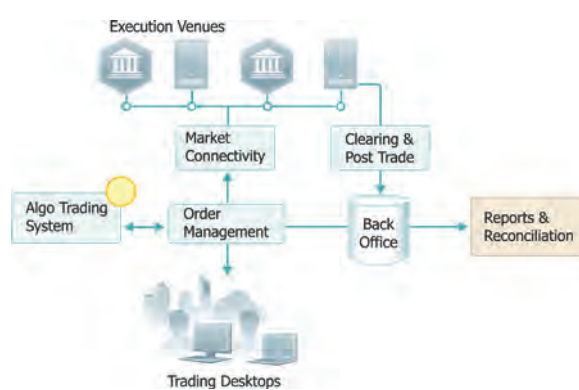 Execution Venues
Market
Connectivity
Clearing &
Post Trade
Algo Trading
System
Order
Management
Back
Office
Reports &
Reconciliation
Trading Desktops